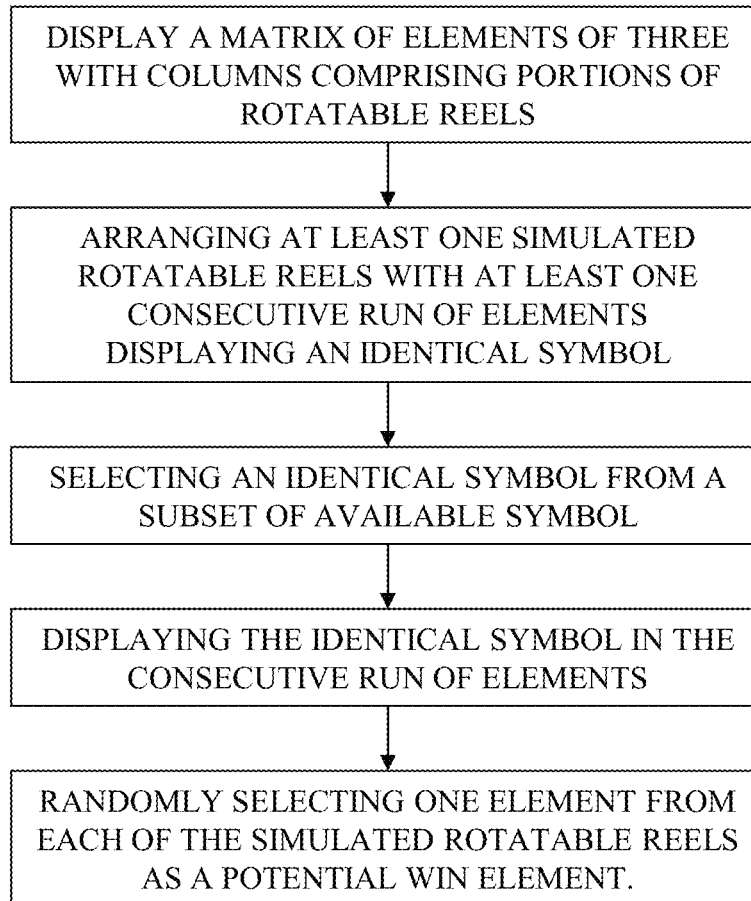 DISPLAY A MATRIX OF ELEMENTS OF THREE
WITH COLUMNS COMPRISING PORTIONS OF
ROTATABLE REELS
ARRANGING AT LEAST ONE SIMULATED
ROTATABLE REELS WITH AT LEAST ONE
CONSECUTIVE RUN OF ELEMENTS
DISPLAYING AN IDENTICAL SYMBOL
SELECTING AN IDENTICAL SYMBOL FROM A
SUBSET OF AVAILABLE SYMBOL
DISPLAYING THE IDENTICAL SYMBOL IN THE
CONSECUTIVE RUN OF ELEMENTS
RANDOMLY SELECTING ONE ELEMENT FROM
EACH OF THE SIMULATED ROTATABLE REELS
AS A POTENTIAL WIN ELEMENT.